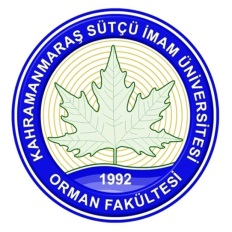 KAHRAMANMARAŞ SÜTÇÜ İMAM ÜNİVERSİTESİ
1992
ORMAN FAKÜLTESİ